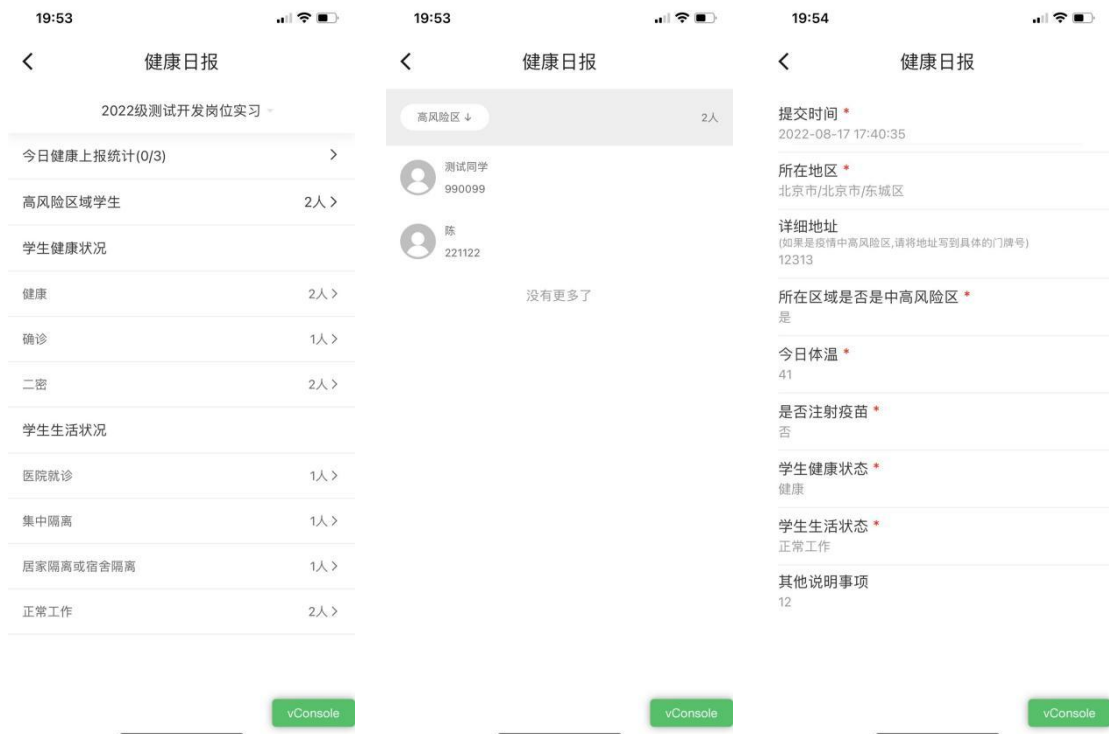 19:53
健康日报
2022级测试开发岗位实习
今日健康上报统计(0/3)
高风险区域学生 2人
学生健康状况
健康 2人
确诊 1人
二密 2人
学生生活状况
医院就诊 1人
集中隔离 1人
居家隔离或宿舍隔离 1人
正常工作 2人
vConsole
19:53
健康日报
高风险区↓ 2人
测试同学
990099
陈
221122
没有更多了
vConsole
19:54
健康日报
提交时间 *
2022-08-17 17:40:35
所在地区 *
北京市/北京市/东城区
详细地址
(如果是疫情中高风险区,请将地址写到具体的门牌号)
12313
所在区域是否是中高风险区 *
是
今日体温 *
41
是否注射疫苗 *
否
学生健康状态 *
健康
学生生活状态 *
正常工作
其他说明事项
12
vConsole